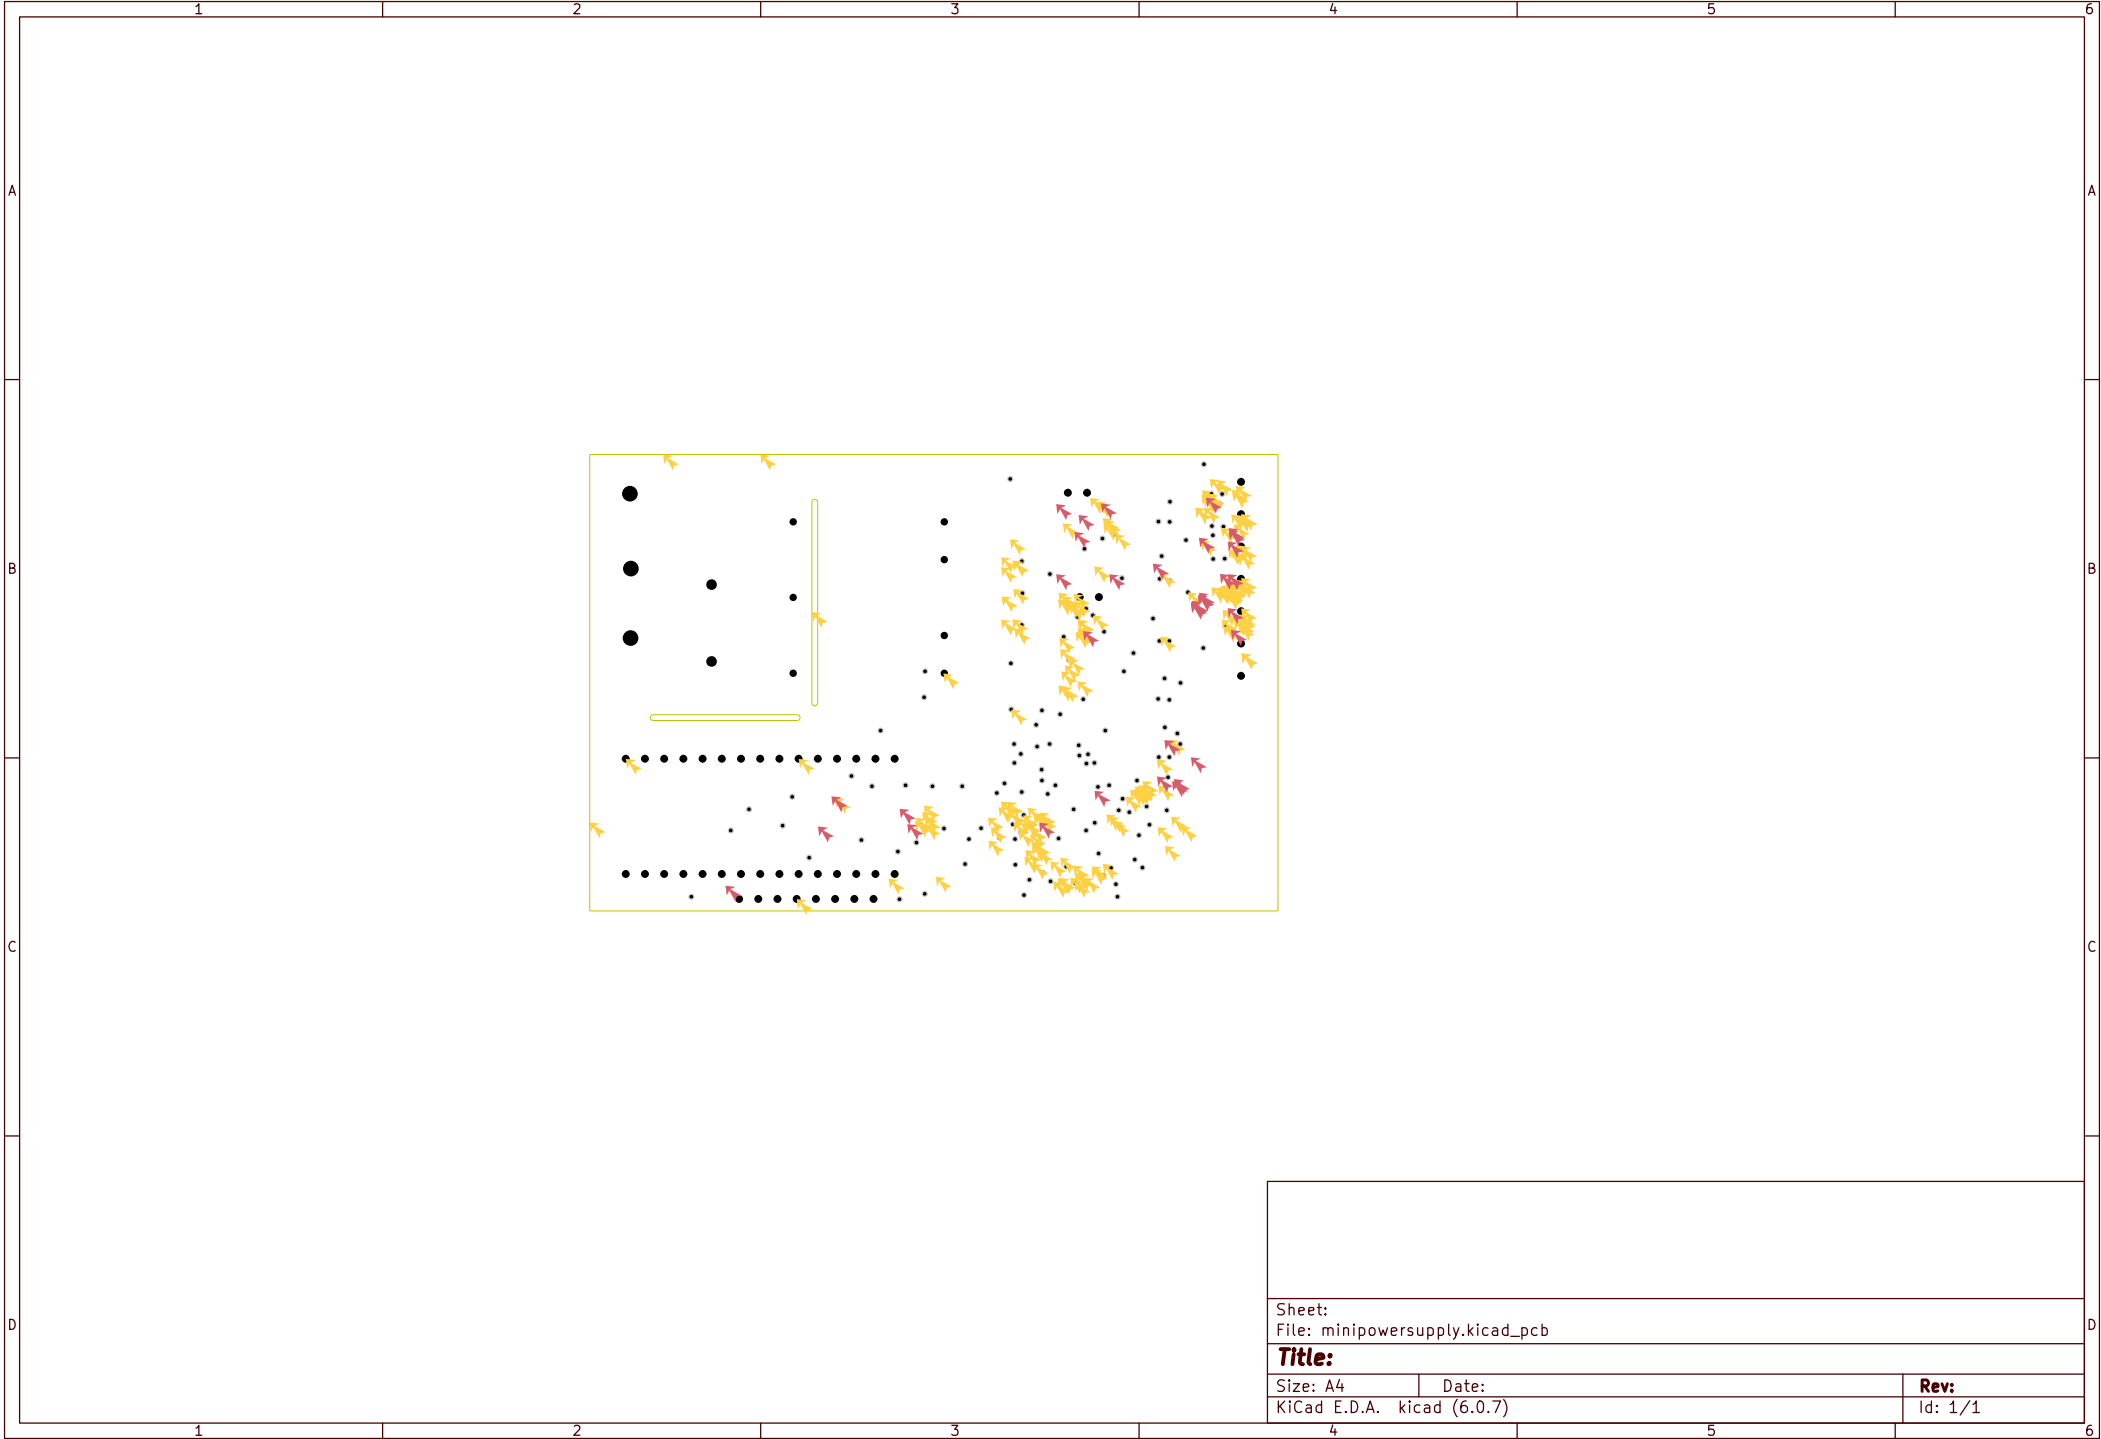 1 2 3 4 5 6
A A
B B
C C
D D
Sheet:
File: minipowersupply.kicad_pcb
Title:
Size: A4 Date: Rev:
KiCad E.D.A. kicad (6.0.7) Id: 1/1
1 2 3 4 5 6